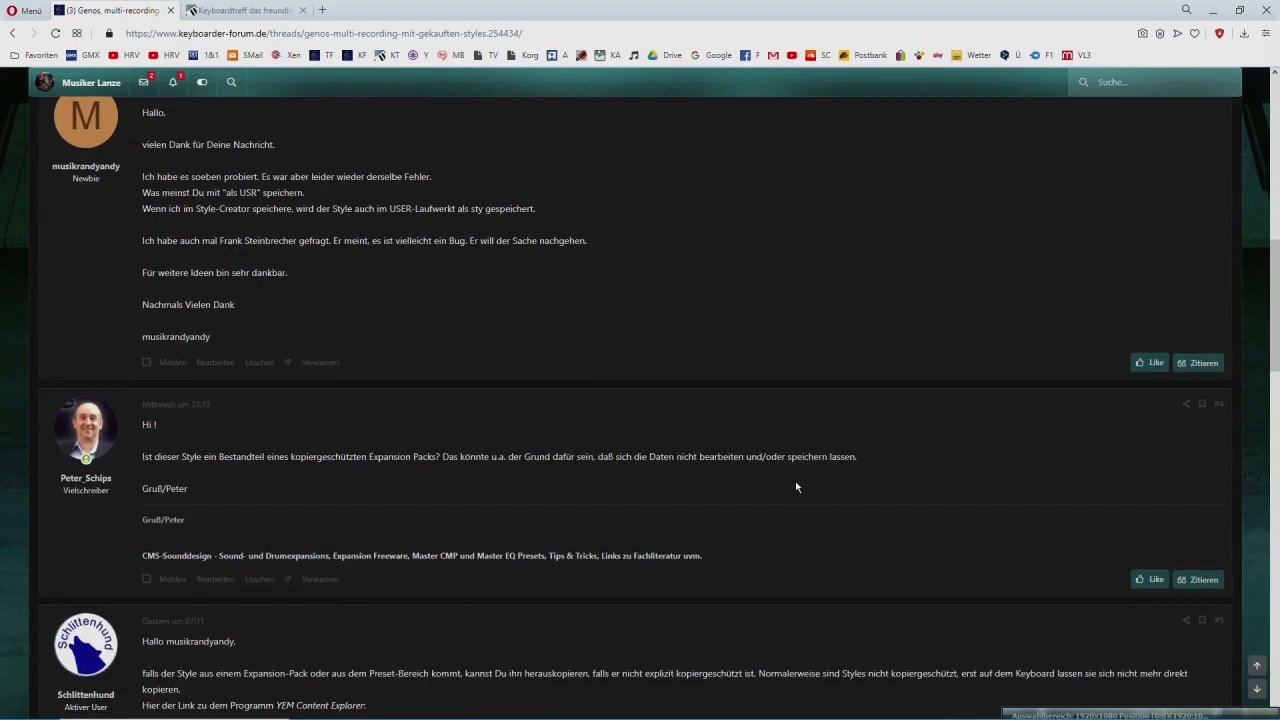 Menü
(3) Genos, multi-recording
Keyboardtreff das freundlic
https://www.keyboarder-forum.de/threads/genos-multi-recording-mit-gekauften-styles.254434/
Favoriten GMX HRV HRV 1&1 SMail Xen TF KF KT Y MB TV Korg A KA Drive Google F M SC Postbank sky Wetter Ü F1 VL3
Musiker Lanze 2 1 Suche...
M
musikrandyandy
Newbie
Hallo,
vielen Dank für Deine Nachricht.
Ich habe es soeben probiert. Es war aber leider wieder derselbe Fehler.
Was meinst Du mit "als USR" speichern.
Wenn ich im Style-Creator speichere, wird der Style auch im USER-Laufwerkt als sty gespeichert.
Ich habe auch mal Frank Steinbrecher gefragt. Er meint, es ist vielleicht ein Bug. Er will der Sache nachgehen.
Für weitere Ideen bin sehr dankbar.
Nachmals Vielen Dank
musikrandyandy
Melden Bearbeiten Löschen IP Verwarnen Like Zitieren
Mittwoch um 23:13 #4
Peter_Schips
Vielschreiber
Hi !
Ist dieser Style ein Bestandteil eines kopiergeschützten Expansion Packs? Das könnte u.a. der Grund dafür sein, daß sich die Daten nicht bearbeiten und/oder speichern lassen.
Gruß/Peter
Gruß/Peter
CMS-Sounddesign - Sound- und Drumexpansions, Expansion Freeware, Master CMP und Master EQ Presets, Tips & Tricks, Links zu Fachliteratur uvm.
Melden Bearbeiten Löschen IP Verwarnen Like Zitieren
Gestern um 07:11 #5
Schlittenhund
Schlittenhund
Aktiver User
Hallo musikrandyandy,
falls der Style aus einem Expansion-Pack oder aus dem Preset-Bereich kommt, kannst Du ihn herauskopieren, falls er nicht explizit kopiergeschützt ist. Normalerweise sind Styles nicht kopiergeschützt, erst auf dem Keyboard lassen sie sich nicht mehr direkt
kopieren.
Hier der Link zu dem Programm YEM Content Explorer:
Auswahlbereich: 1920x1080 Position (0;0)(1920;10...